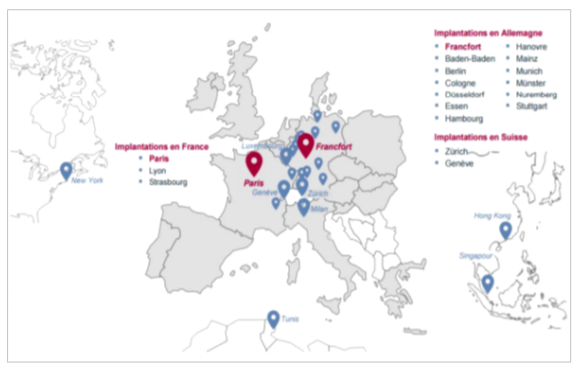 Implantations en Allemagne
Francfort
Baden-Baden
Berlin
Cologne
Düsseldorf
Essen
Hambourg
Hanovre
Mainz
Munich
Münster
Nuremberg
Stuttgart
Implantations en Suisse
Zürich
Genève
Implantations en France
Paris
Lyon
Strasbourg
New York
Luxembourg
Francfort
Paris
Genève
Zürich
Milan
Tunis
Hong Kong
Singapour